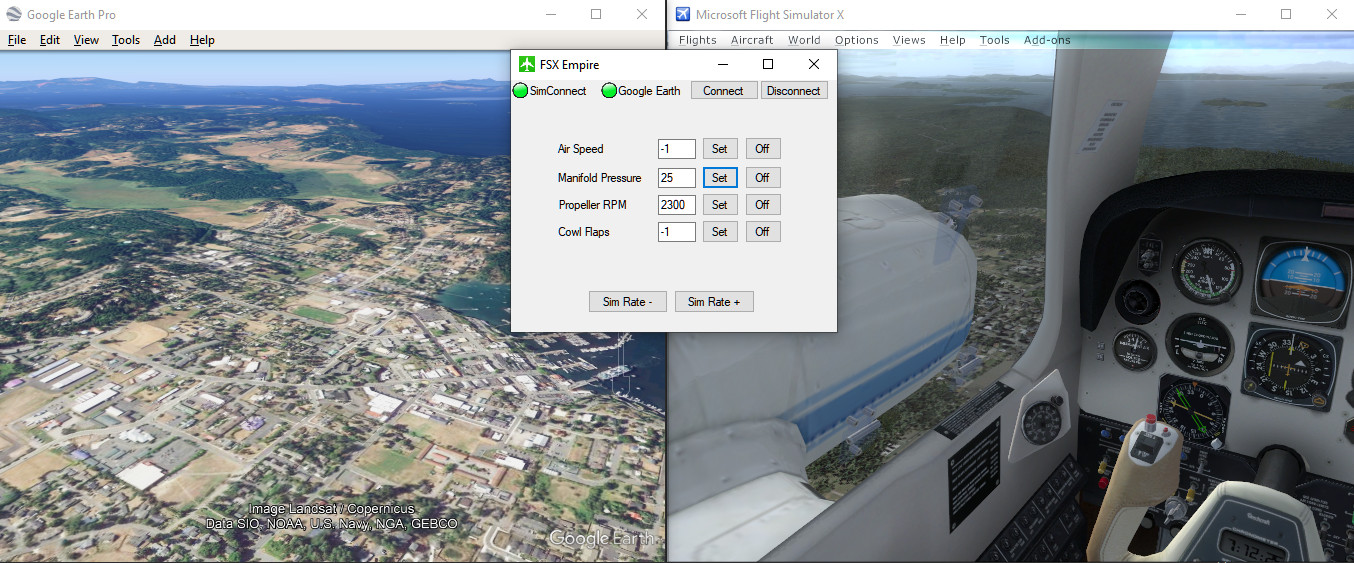 Google Earth Pro
File Edit View Tools Add Help
Microsoft Flight Simulator X
Flights Aircraft World Options Views Help Tools Add-ons
FSX Empire
SimConnect Google Earth Connect Disconnect
Air Speed -1 Set Off
Manifold Pressure 25 Set Off
Propeller RPM 2300 Set Off
Cowl Flaps -1 Set Off
Sim Rate - Sim Rate +
Image Landsat / Copernicus
Data SIO, NOAA, U.S. Navy, NGA, GEBCO
Google Earth